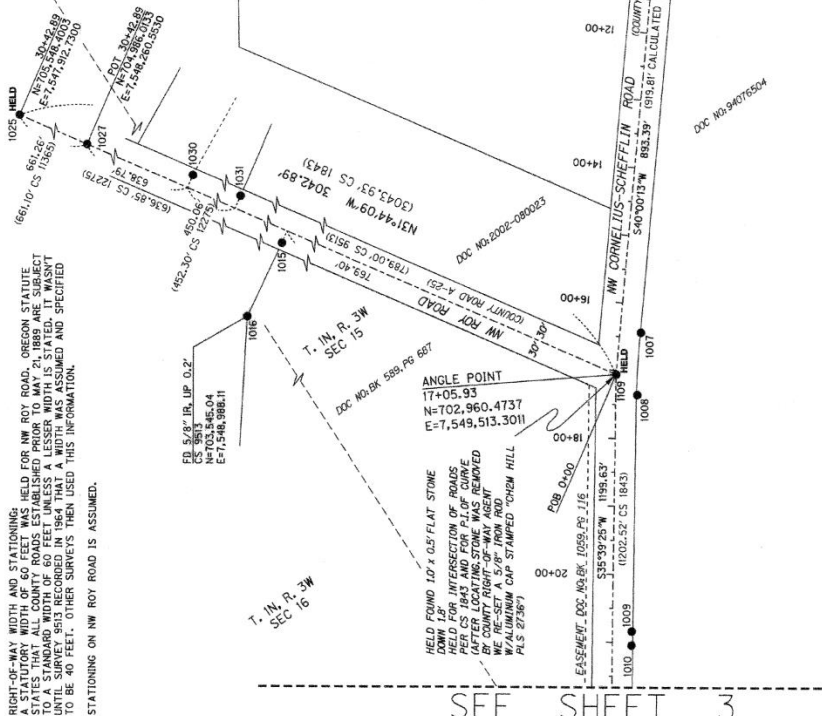 RIGHT-OF-WAY WIDTH AND STATIONING:
A STATUTORY WIDTH OF 60 FEET WAS HELD FOR NW ROY ROAD. OREGON STATUTE
STATES THAT ALL COUNTY ROADS ESTABLISHED PRIOR TO MAY 21, 1889 ARE SUBJECT
TO A STANDARD WIDTH OF 60 FEET UNLESS A LESSER WIDTH IS STATED. IT WASN'T
UNTIL SURVEY 9513 RECORDED IN 1964 THAT A WIDTH WAS ASSUMED AND SPECIFIED
TO BE 40 FEET. OTHER SURVEYS THEN USED THIS INFORMATION.
STATIONING ON NW ROY ROAD IS ASSUMED.
1025 HELD
30+42.89
N=705,548.4003
E=7,547,912.7300
POT 30+42.89
N=704,986.0133
E=7,548,260.5530
661.26'
(661.10' CS 11365)
1027
638.79'
(636.85' CS 12275)
1030
450.06'
(452.30' CS 12275)
1031
N31°44'09"W 3042.89'
(3043.93' CS 1843)
1015
1016
769.40'
(789.00' CS 9513)
NW ROY ROAD
(COUNTY ROAD A-25)
30' 30'
FD 5/8" IR, UP 0.2'
CS 9513
N=703,545.04
E=7,548,988.11
T. 1N, R. 3W
SEC 15
DOC NO: BK 589, PG 687
DOC NO: 2002-080023
DOC NO: 94076504
12+00
14+00
16+00
18+00
20+00
NW CORNELIUS-SCHEFFLIN ROAD
(COUNTY
S40°00'13"W 893.39'
(919.81' CALCULATED
1007
1109 HELD
1008
ANGLE POINT
17+05.93
N=702,960.4737
E=7,549,513.3011
POB 0+00
HELD FOUND 1.0' x 0.5' FLAT STONE
DOWN 1.8'
HELD FOR INTERSECTION OF ROADS
PER CS 1843 AND FOR P.I. OF CURVE
(AFTER LOCATING, STONE WAS REMOVED
BY COUNTY RIGHT-OF-WAY AGENT
WE RE-SET A 5/8" IRON ROD
W/ALUMINUM CAP STAMPED "CH2M HILL
PLS 2736")
T. 1N, R. 3W
SEC 16
S35°39'25"W 1199.63'
(1202.52' CS 1843)
EASEMENT DOC NO: BK 1059, PG 116
1009
1010
SEE SHEET 3